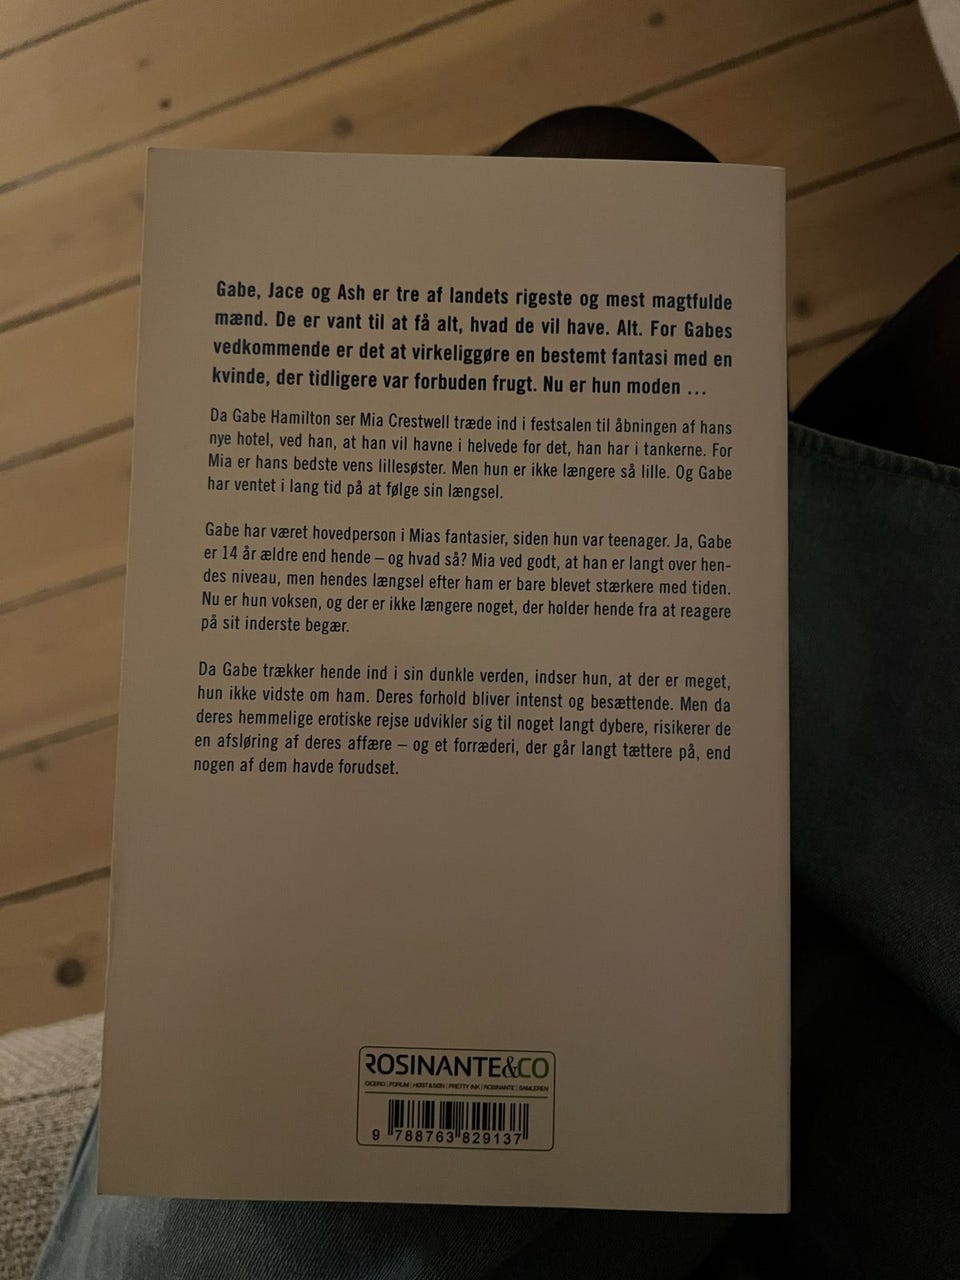 Gabe, Jace og Ash er tre af landets rigeste og mest magtfulde
mænd. De er vant til at få alt, hvad de vil have. Alt. For Gabes
vedkommende er det at virkeliggøre en bestemt fantasi med en
kvinde, der tidligere var forbuden frugt. Nu er hun moden ...
Da Gabe Hamilton ser Mia Crestwell træde ind i festsalen til åbningen af hans
nye hotel, ved han, at han vil havne i helvede for det, han har i tankerne. For
Mia er hans bedste vens lillesøster. Men hun er ikke længere så lille. Og Gabe
har ventet i lang tid på at følge sin længsel.
Gabe har været hovedperson i Mias fantasier, siden hun var teenager. Ja, Gabe
er 14 år ældre end hende – og hvad så? Mia ved godt, at han er langt over hen-
des niveau, men hendes længsel efter ham er bare blevet stærkere med tiden.
Nu er hun voksen, og der er ikke længere noget, der holder hende fra at reagere
på sit inderste begær.
Da Gabe trækker hende ind i sin dunkle verden, indser hun, at der er meget,
hun ikke vidste om ham. Deres forhold bliver intenst og besættende. Men da
deres hemmelige erotiske rejse udvikler sig til noget langt dybere, risikerer de
en afsløring af deres affære – og et forræderi, der går langt tættere på, end
nogen af dem havde forudset.
ROSINANTE&CO
CICERO | FORUM | HØST & SØN | PRETTY INK | ROSINANTE | SAMLEREN
9 788763 829137